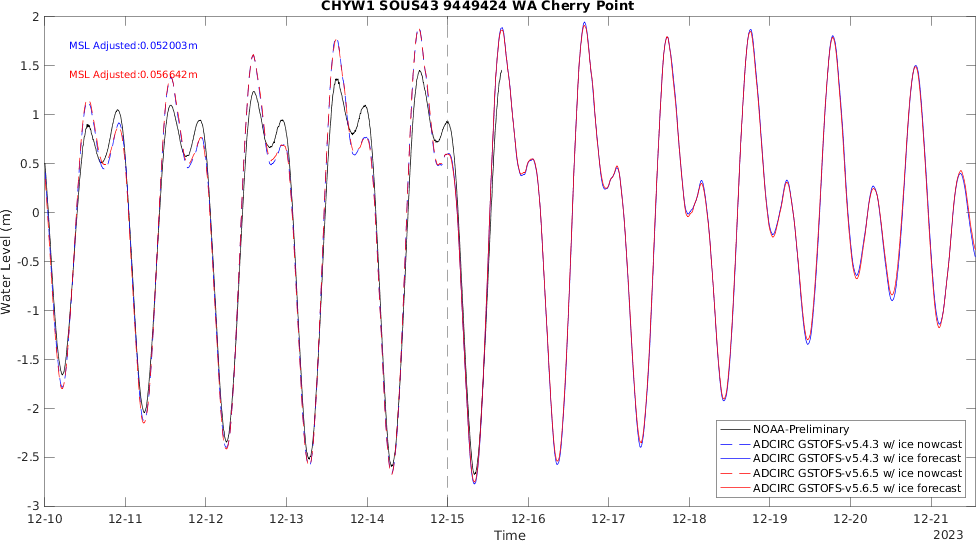 CHYW1 SOUS43 9449424 WA Cherry Point
MSL Adjusted:0.052003m
MSL Adjusted:0.056642m
Water Level (m)
2
1.5
1
0.5
0
-0.5
-1
-1.5
-2
-2.5
-3
NOAA-Preliminary
ADCIRC GSTOFS-v5.4.3 w/ ice nowcast
ADCIRC GSTOFS-v5.4.3 w/ ice forecast
ADCIRC GSTOFS-v5.6.5 w/ ice nowcast
ADCIRC GSTOFS-v5.6.5 w/ ice forecast
12-10 12-11 12-12 12-13 12-14 12-15 12-16 12-17 12-18 12-19 12-20 12-21
Time
2023